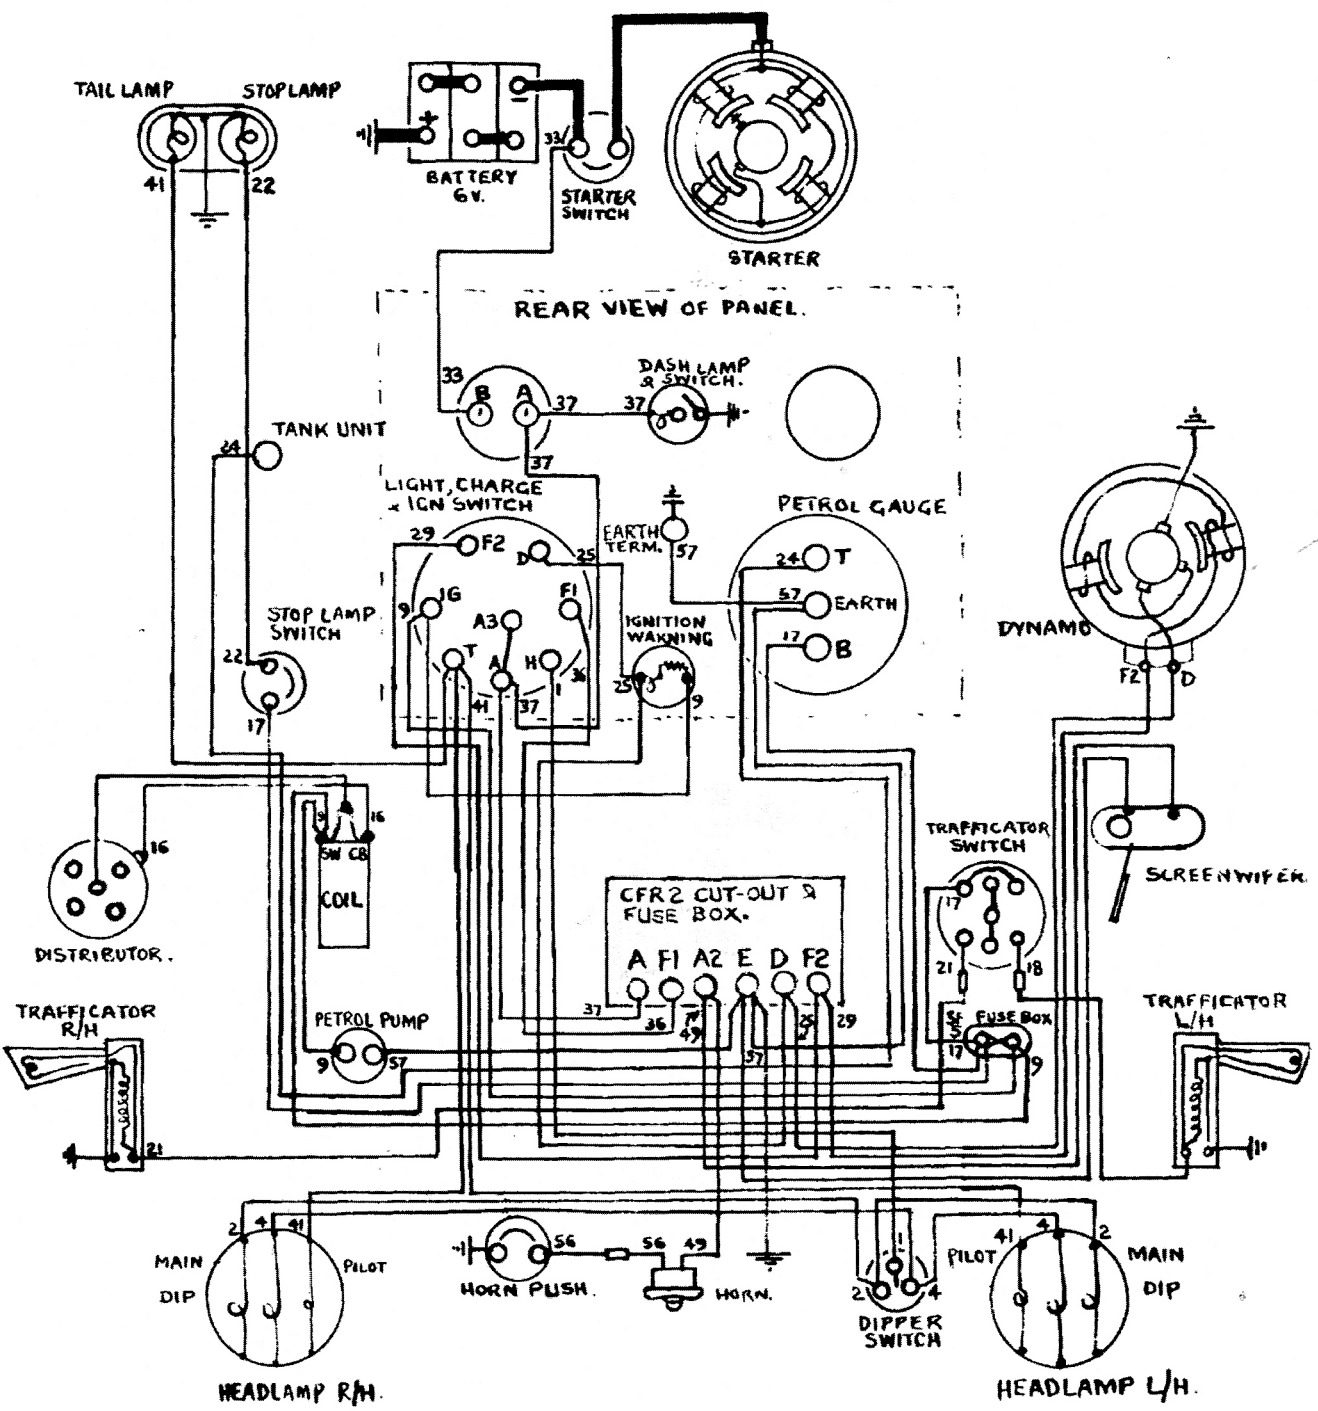 TAIL LAMP
STOP LAMP
41
22
+
-
BATTERY
6V.
33
STARTER
SWITCH
STARTER
REAR VIEW OF PANEL.
33
B
A
37
37
37
DASH LAMP
& SWITCH.
24
TANK UNIT
LIGHT, CHARGE
& IGN SWITCH
29
F2
D
25
9
IG
A3
F1
T
A
H
41
37
1
36
EARTH
TERM.
57
PETROL GAUGE
24
T
57
EARTH
17
B
IGNITION
WARNING
25
9
DYNAMO
F2
D
STOP LAMP
SWITCH
22
17
9
16
SW CB
COIL
16
DISTRIBUTOR.
TRAFFICATOR
SWITCH
17
21
18
SCREENWIPER
CFR2 CUT-OUT &
FUSE BOX.
A F1 A2 E D F2
37
36
49
57
25
29
FUSE BOX
17
9
TRAFFICATOR
R/H
21
PETROL PUMP
9
57
TRAFFICATOR
L/H
2
4
41
MAIN
DIP
PILOT
HEADLAMP R/H.
56
56
49
HORN PUSH.
HORN.
1
2
4
DIPPER
SWITCH
PILOT
41
4
2
MAIN
DIP
HEADLAMP L/H.